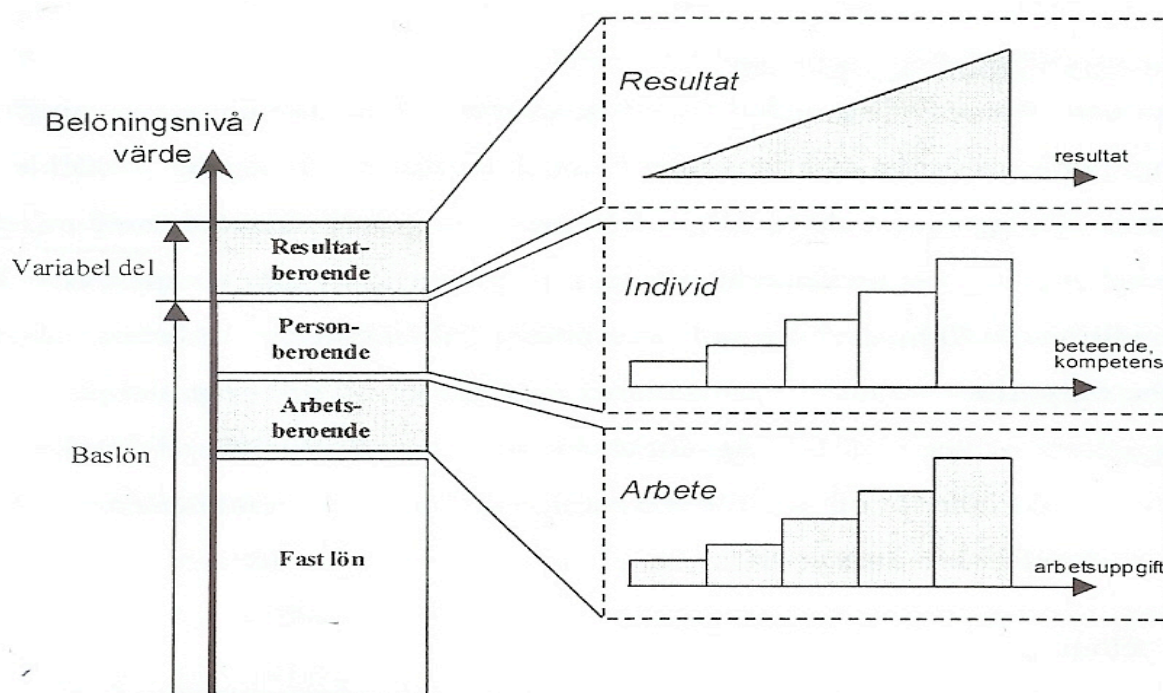 Belöningsnivå /
värde
Variabel del
Baslön
Resultat-
beroende
Person-
beroende
Arbets-
beroende
Fast lön
Resultat
resultat
Individ
beteende,
kompetens
Arbete
arbetsuppgift